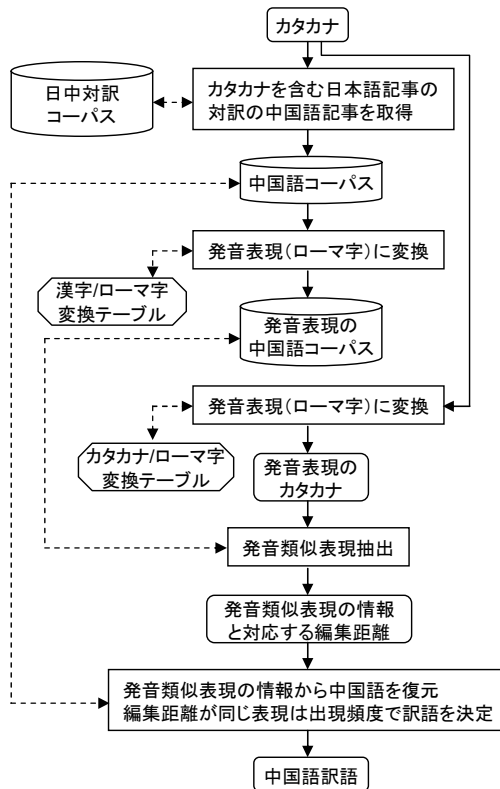 カタカナ
日中対訳
コーパス
カタカナを含む日本語記事の
対訳の中国語記事を取得
中国語コーパス
発音表現(ローマ字)に変換
漢字/ローマ字
変換テーブル
発音表現の
中国語コーパス
発音表現(ローマ字)に変換
カタカナ/ローマ字
変換テーブル
発音表現の
カタカナ
発音類似表現抽出
発音類似表現の情報
と対応する編集距離
発音類似表現の情報から中国語を復元
編集距離が同じ表現は出現頻度で訳語を決定
中国語訳語